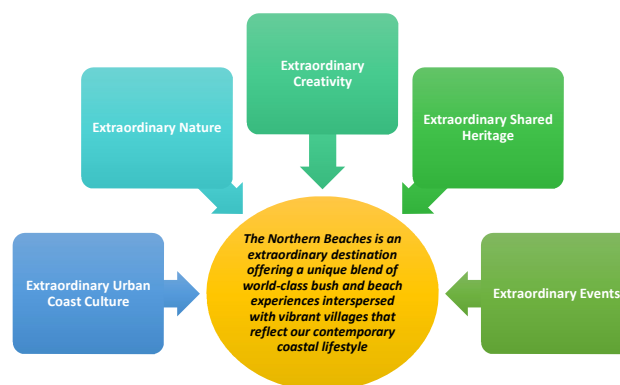 Extraordinary
Creativity
Extraordinary Nature
Extraordinary Shared
Heritage
Extraordinary Urban
Coast Culture
The Northern Beaches is an
extraordinary destination
offering a unique blend of
world-class bush and beach
experiences interspersed
with vibrant villages that
reflect our contemporary
coastal lifestyle
Extraordinary Events